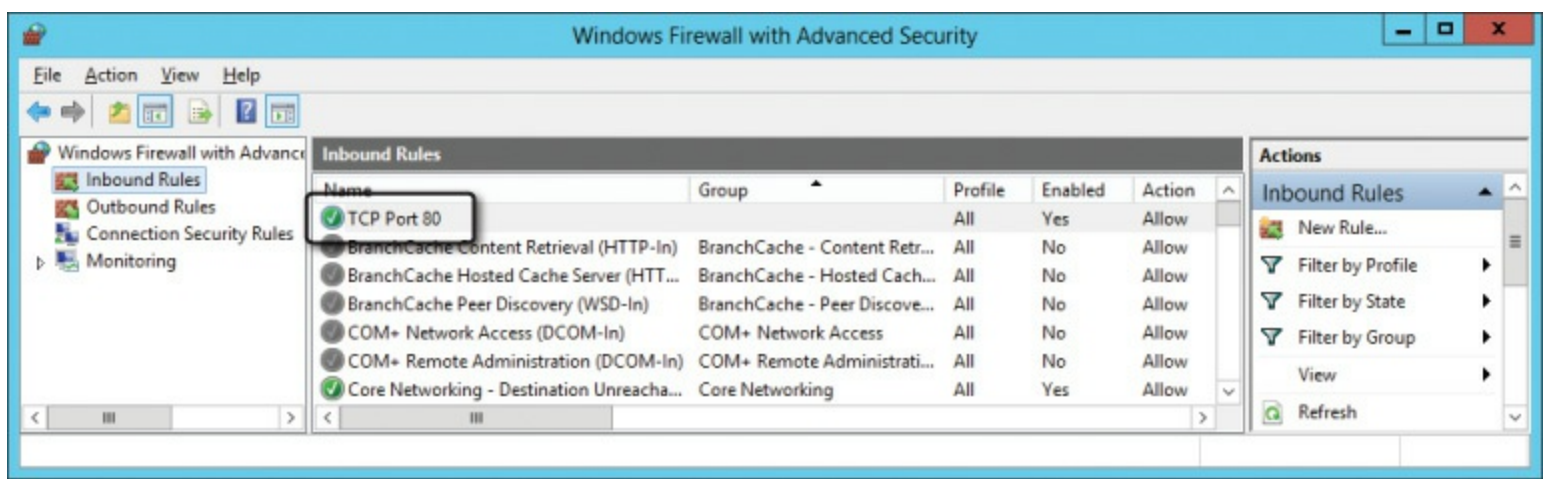 Windows Firewall with Advanced Security
File Action View Help
Windows Firewall with Advance
Inbound Rules
Outbound Rules
Connection Security Rules
Monitoring
Inbound Rules
Name Group Profile Enabled Action
TCP Port 80 All Yes Allow
BranchCache Content Retrieval (HTTP-In) BranchCache - Content Retr... All No Allow
BranchCache Hosted Cache Server (HTT... BranchCache - Hosted Cach... All No Allow
BranchCache Peer Discovery (WSD-In) BranchCache - Peer Discove... All No Allow
COM+ Network Access (DCOM-In) COM+ Network Access All No Allow
COM+ Remote Administration (DCOM-In) COM+ Remote Administrati... All No Allow
Core Networking - Destination Unreacha... Core Networking All Yes Allow
Actions
Inbound Rules
New Rule...
Filter by Profile
Filter by State
Filter by Group
View
Refresh